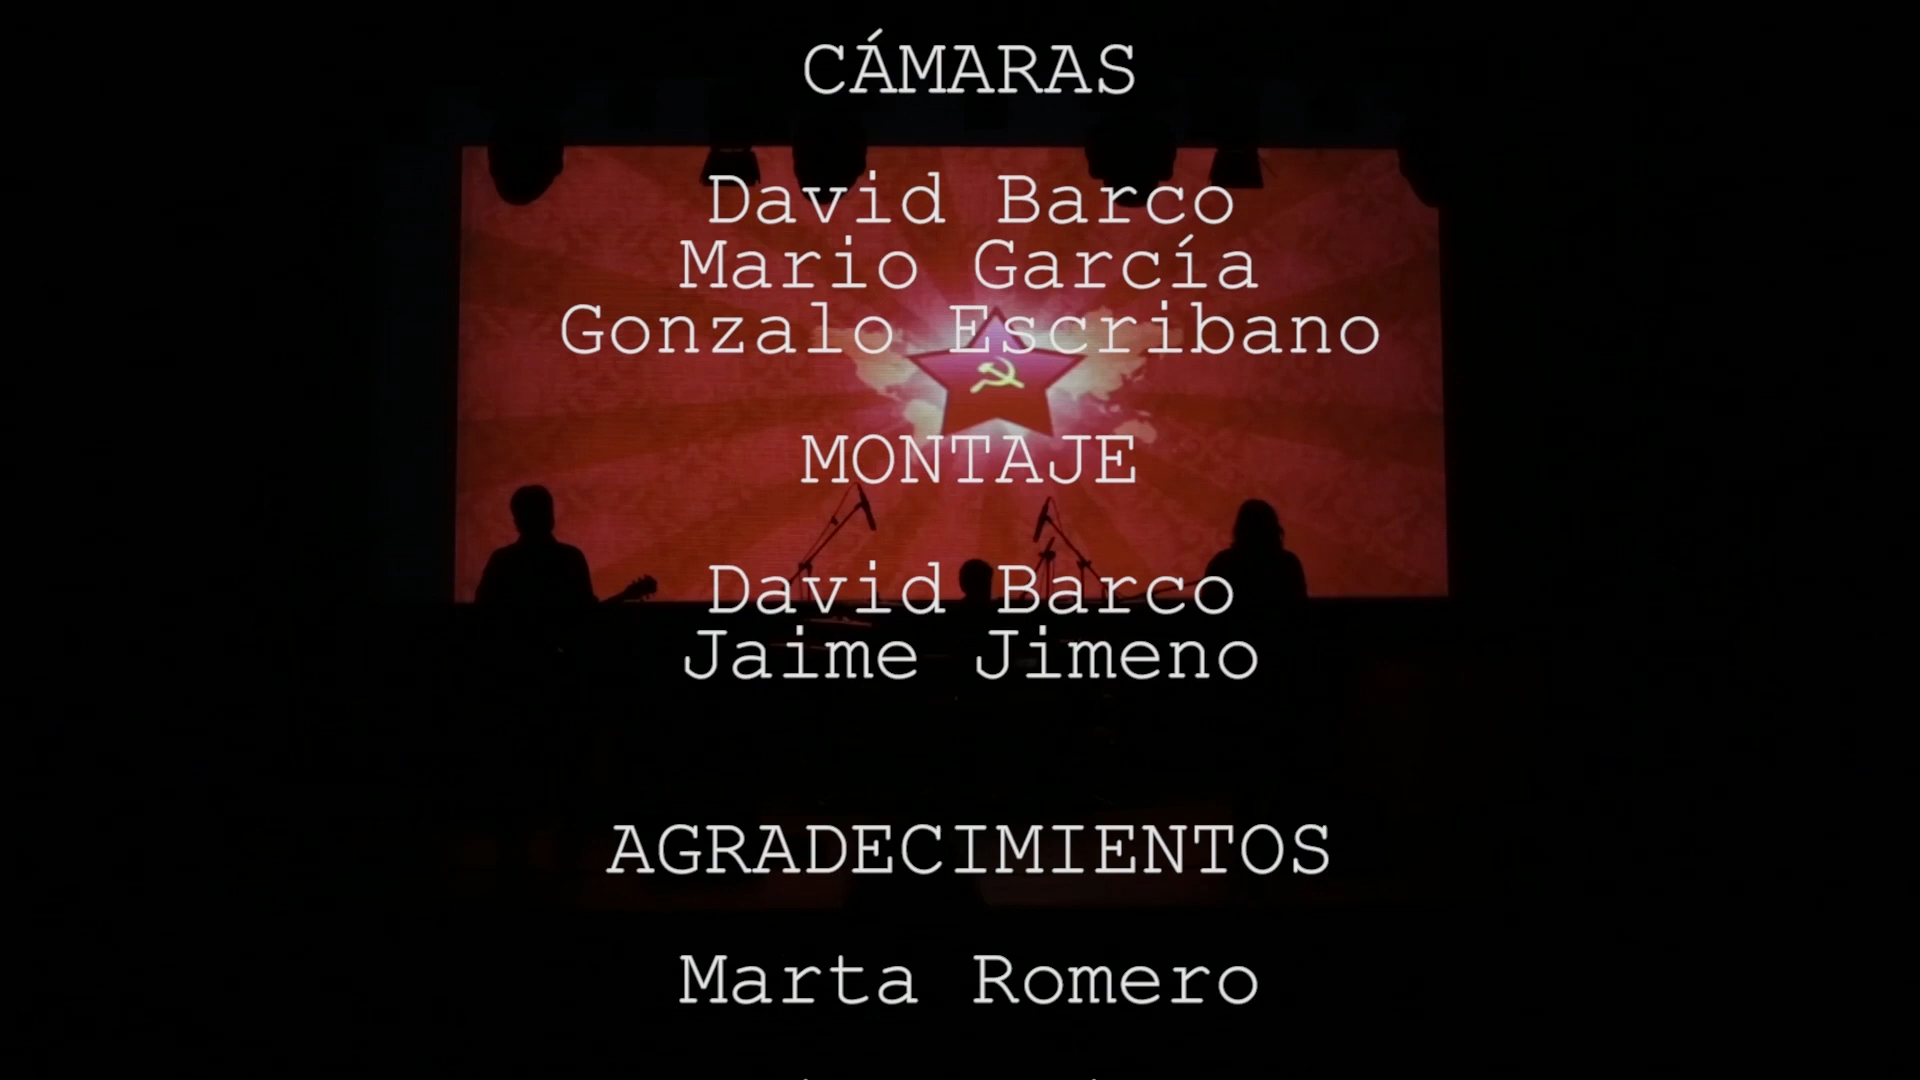 CÁMARAS
David Barco
Mario García
Gonzalo Escribano
MONTAJE
David Barco
Jaime Jimeno
AGRADECIMIENTOS
Marta Romero